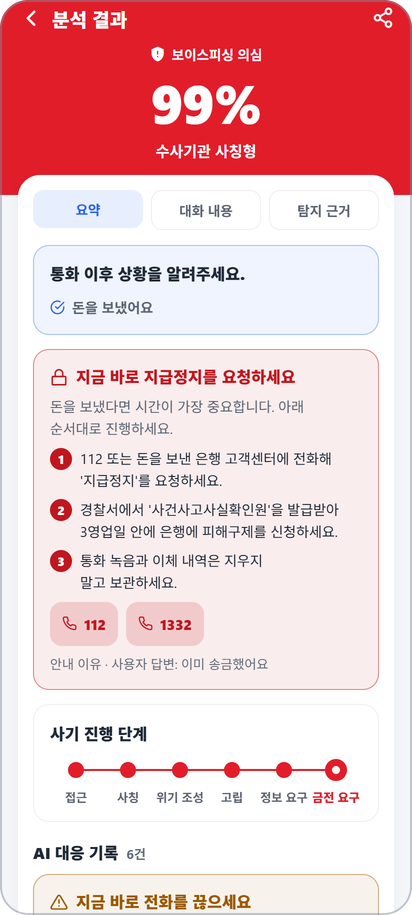 분석 결과
보이스피싱 의심
99%
수사기관 사칭형
요약
대화 내용
탐지 근거
통화 이후 상황을 알려주세요.
돈을 보냈어요
지금 바로 지급정지를 요청하세요
돈을 보냈다면 시간이 가장 중요합니다. 아래
순서대로 진행하세요.
1 112 또는 돈을 보낸 은행 고객센터에 전화해
'지급정지'를 요청하세요.
2 경찰서에서 '사건사고사실확인원'을 발급받아
3영업일 안에 은행에 피해구제를 신청하세요.
3 통화 녹음과 이체 내역은 지우지
말고 보관하세요.
112
1332
안내 이유 · 사용자 답변: 이미 송금했어요
사기 진행 단계
접근
사칭
위기 조성
고립
정보 요구
금전 요구
AI 대응 기록 6건
지금 바로 전화를 끊으세요